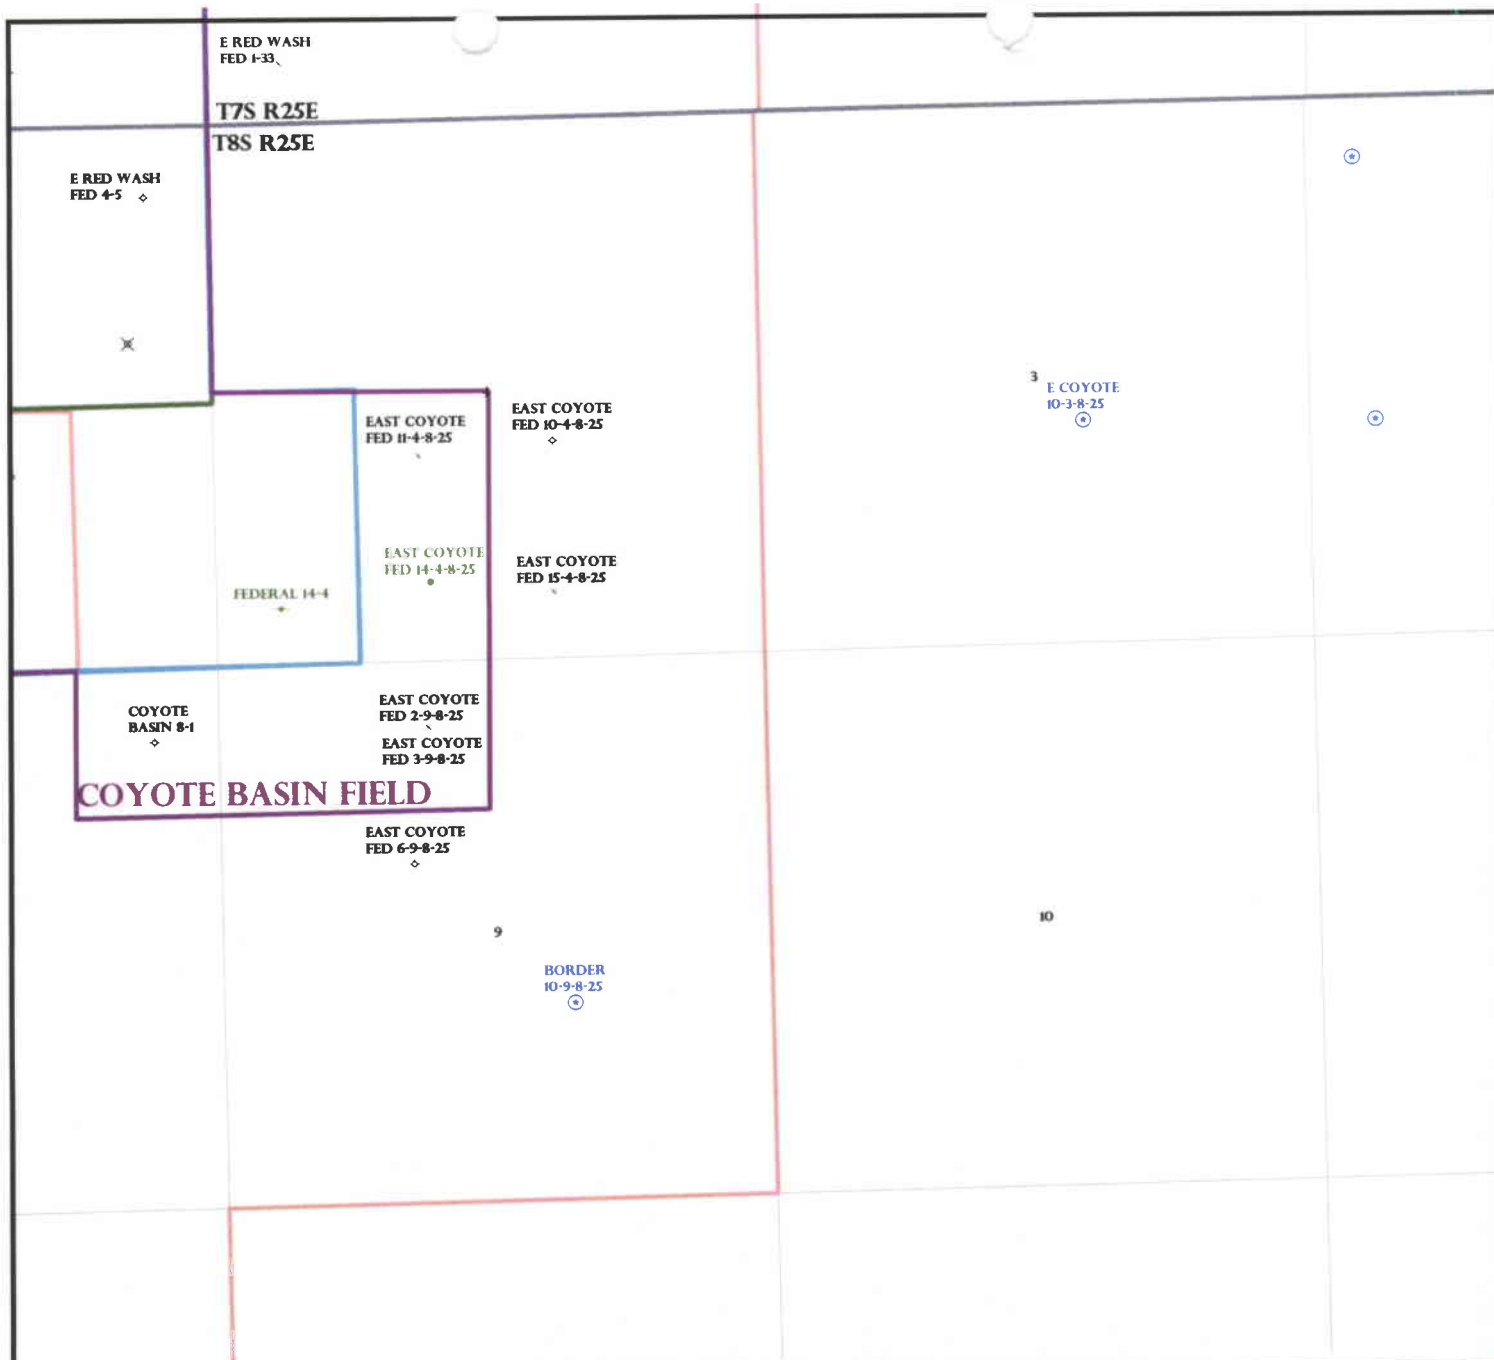 E RED WASH
FED 1-33
T7S R25E
T8S R25E
E RED WASH
FED 4-5
3
E COYOTE
10-3-8-25
EAST COYOTE
FED 11-4-8-25
EAST COYOTE
FED 10-4-8-25
EAST COYOTE
FED 14-4-8-25
EAST COYOTE
FED 15-4-8-25
FEDERAL 14-4
COYOTE
BASIN 8-1
EAST COYOTE
FED 2-9-8-25
EAST COYOTE
FED 3-9-8-25
COYOTE BASIN FIELD
EAST COYOTE
FED 6-9-8-25
9
10
BORDER
10-9-8-25